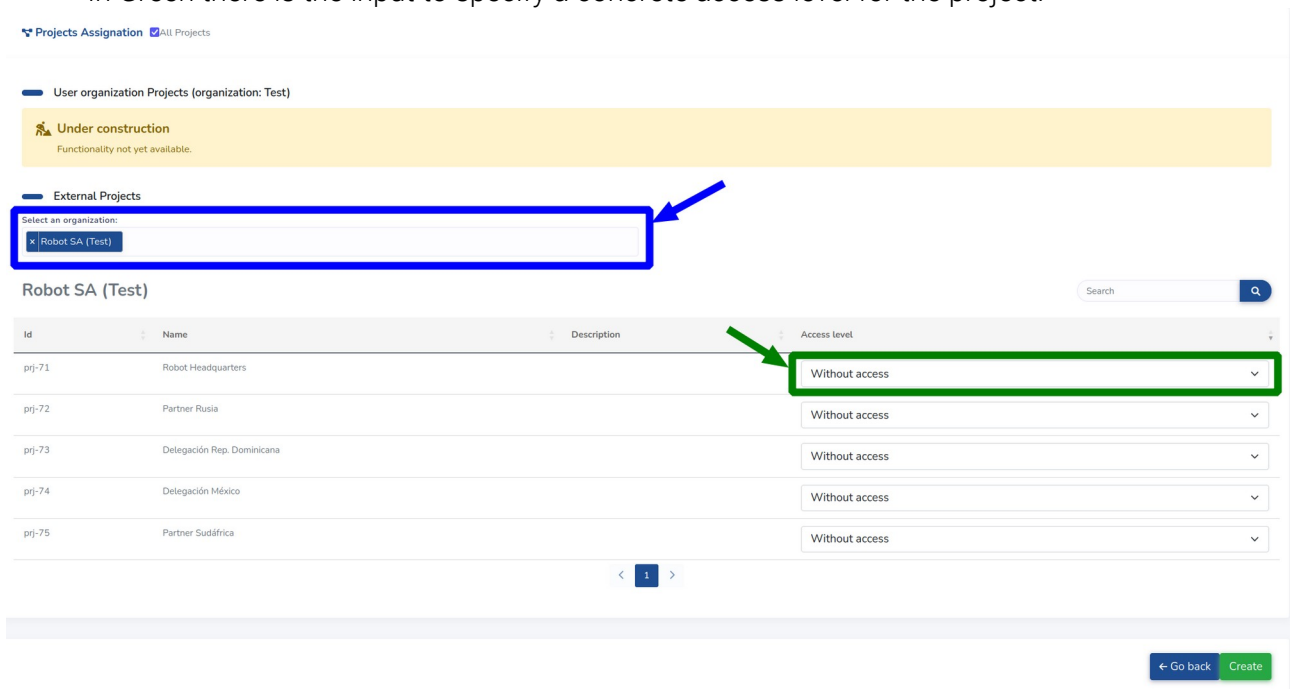 in Green there is the input to specify a concrete access level for the project.
Projects Assignation All Projects
User organization Projects (organization: Test)
Under construction
Functionality not yet available.
External Projects
Select an organization:
× Robot SA (Test)
Robot SA (Test)
Search
Id Name Description Access level
prj-71 Robot Headquarters Without access
prj-72 Partner Rusia Without access
prj-73 Delegación Rep. Dominicana Without access
prj-74 Delegación México Without access
prj-75 Partner Sudáfrica Without access
< 1 >
← Go back Create